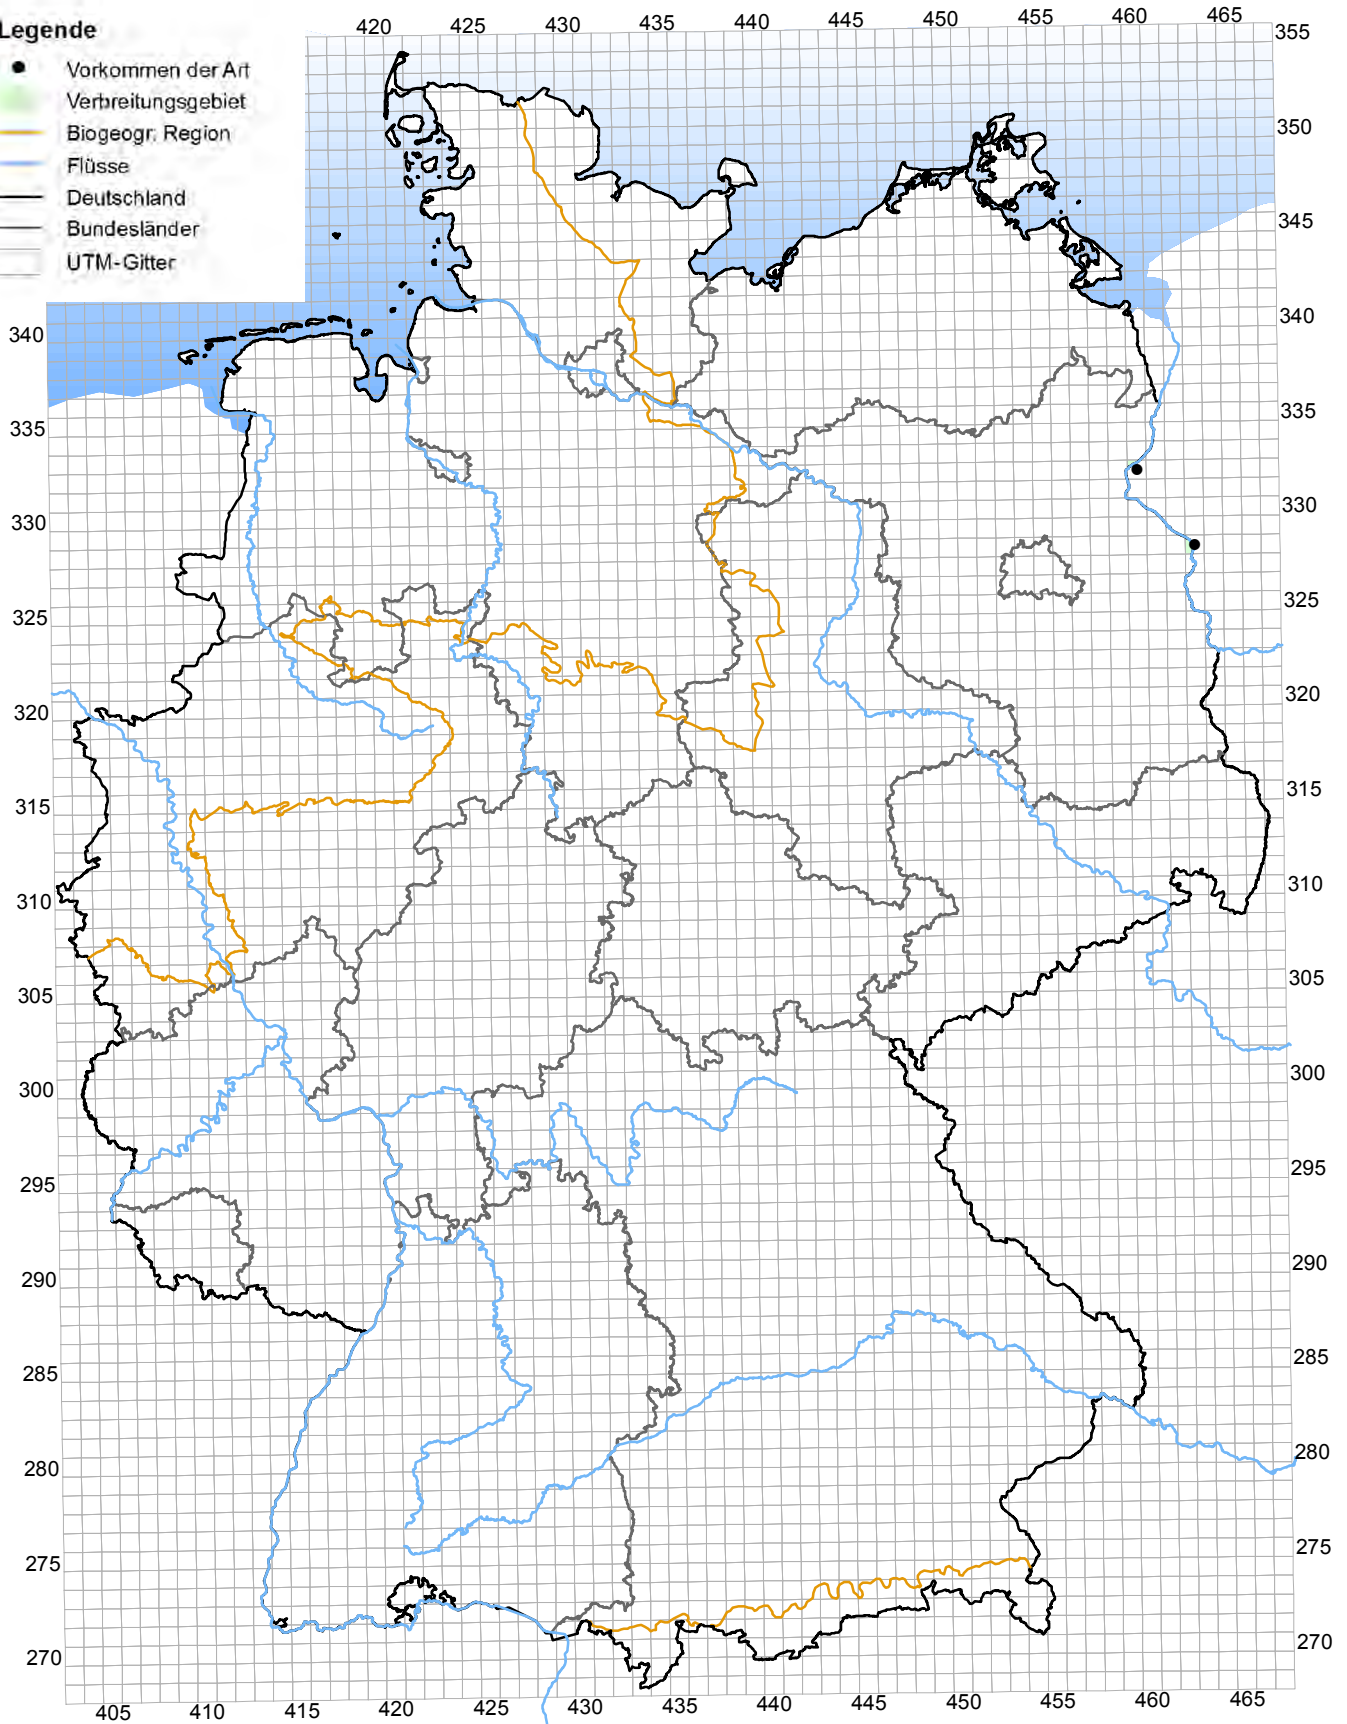 Legende
Vorkommen der Art
Verbreitungsgebiet
Biogeogr. Region
Flüsse
Deutschland
Bundesländer
UTM-Gitter
420 425 430 435 440 445 450 455 460 465
355
350
345
340 340
335 335
330 330
325 325
320 320
315 315
310 310
305 305
300 300
295 295
290 290
285 285
280 280
275 275
270 270
405 410 415 420 425 430 435 440 445 450 455 460 465